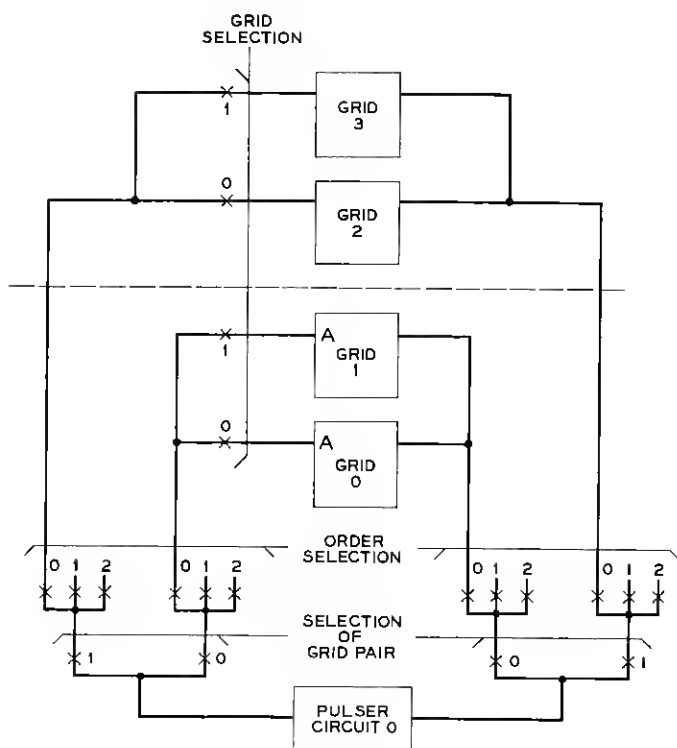 GRID
SELECTION
GRID
3
1
0
GRID
2
1
A
GRID
1
0
A
GRID
0
ORDER
SELECTION
0 1 2
0 1 2
0 1 2
0 1 2
SELECTION
OF
GRID PAIR
1
0
0
1
PULSER
CIRCUIT 0